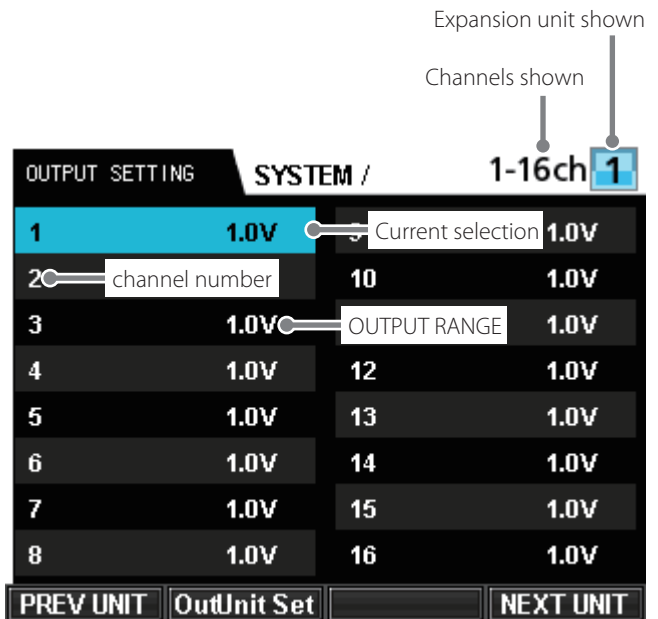 Expansion unit shown
Channels shown
OUTPUT SETTING SYSTEM / 1-16ch 1
1 1.0V Current selection 1.0V
2 channel number 10 1.0V
3 1.0V OUTPUT RANGE 1.0V
4 1.0V 12 1.0V
5 1.0V 13 1.0V
6 1.0V 14 1.0V
7 1.0V 15 1.0V
8 1.0V 16 1.0V
PREV UNIT OutUnit Set NEXT UNIT